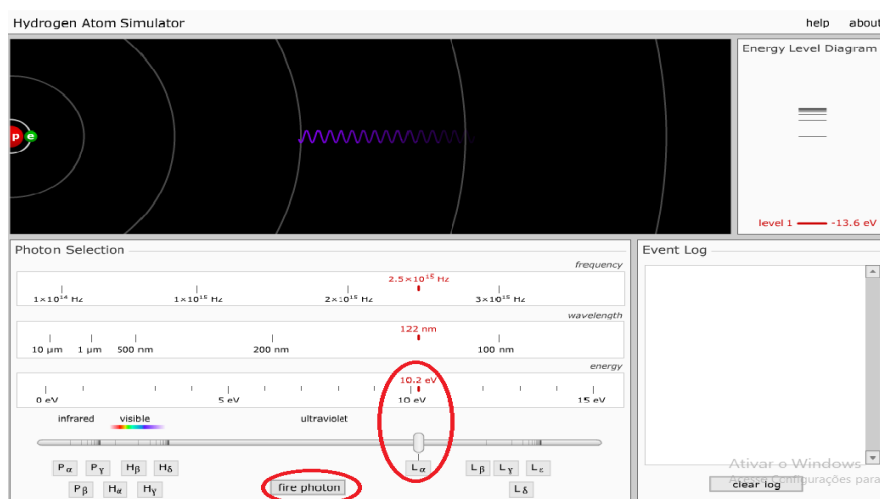 Hydrogen Atom Simulator
help about
Energy Level Diagram
p e
level 1 -13.6 eV
Photon Selection
frequency
2.5×10¹⁵ Hz
1×10¹⁴ Hz 1×10¹⁵ Hz 2×10¹⁵ Hz 3×10¹⁵ Hz
wavelength
122 nm
10 µm 1 µm 500 nm 200 nm 100 nm
energy
10.2 eV
0 eV 5 eV 10 eV 15 eV
infrared visible ultraviolet
Pα Pγ Hβ Hδ Lα Lβ Lγ Lε
Pβ Hα Hγ fire photon Lδ
Event Log
Ativar o Windows
Acesse Configurações para
clear log